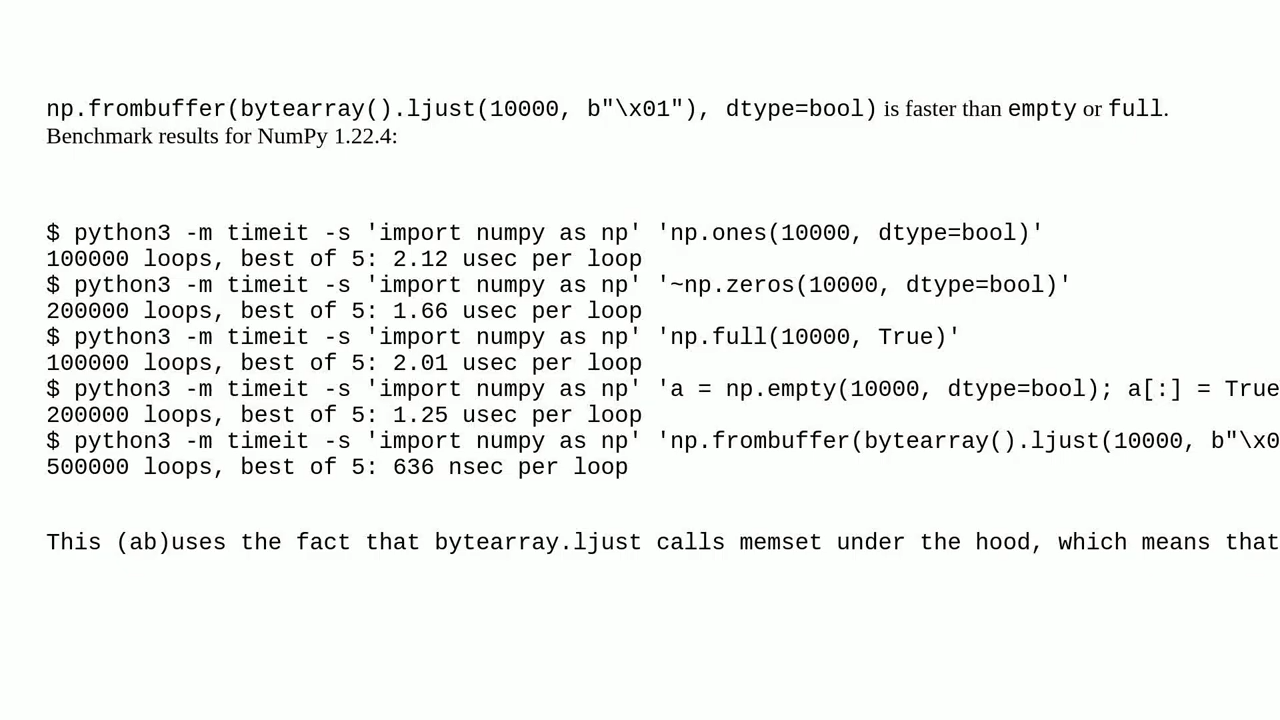 np.frombuffer(bytearray().ljust(10000, b"\x01"), dtype=bool) is faster than empty or full.
Benchmark results for NumPy 1.22.4:
$ python3 -m timeit -s 'import numpy as np' 'np.ones(10000, dtype=bool)'
100000 loops, best of 5: 2.12 usec per loop
$ python3 -m timeit -s 'import numpy as np' '~np.zeros(10000, dtype=bool)'
200000 loops, best of 5: 1.66 usec per loop
$ python3 -m timeit -s 'import numpy as np' 'np.full(10000, True)'
100000 loops, best of 5: 2.01 usec per loop
$ python3 -m timeit -s 'import numpy as np' 'a = np.empty(10000, dtype=bool); a[:] = True
200000 loops, best of 5: 1.25 usec per loop
$ python3 -m timeit -s 'import numpy as np' 'np.frombuffer(bytearray().ljust(10000, b"\x0
500000 loops, best of 5: 636 nsec per loop
This (ab)uses the fact that bytearray.ljust calls memset under the hood, which means that